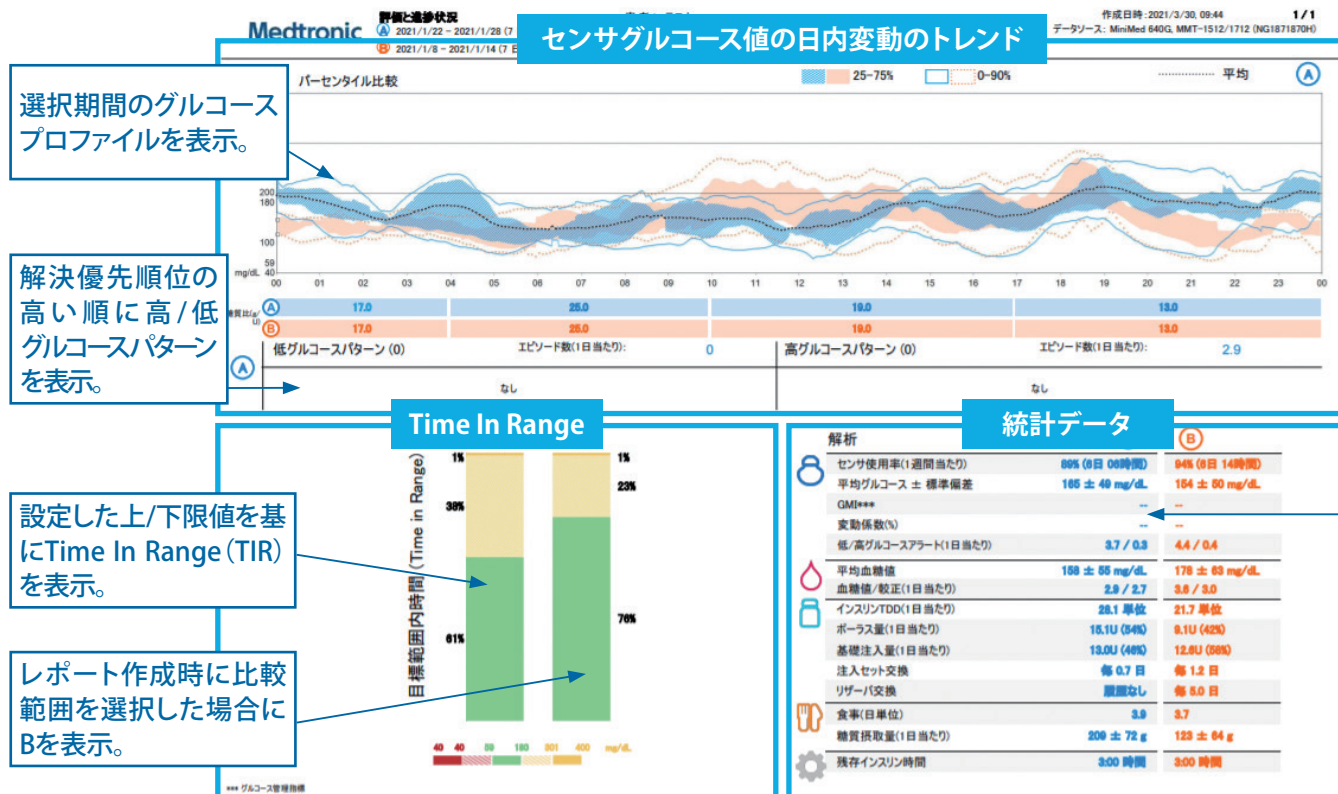 Medtronic
評価と進捗状況
A 2021/1/22 - 2021/1/28 (7
B 2021/1/8 - 2021/1/14 (7 日
作成日時:2021/3/30, 09:44
1/1
データソース: MiniMed 640G, MMT-1512/1712 (NG1871870H)
センサグルコース値の日内変動のトレンド
パーセンタイル比較
25-75%
0-90%
平均
A
選択期間のグルコース
プロファイルを表示。
200
180
100
59
mg/dL 40
00 01 02 03 04 05 06 07 08 09 10 11 12 13 14 15 16 17 18 19 20 21 22 23 00
解決優先順位の
高い順に高/低
グルコースパターン
を表示。
糖質比(g/
U)
A 17.0 25.0 19.0 13.0
B 17.0 25.0 19.0 13.0
A
低グルコースパターン (0) エピソード数(1日当たり): 0
高グルコースパターン (0) エピソード数(1日当たり): 2.9
なし
なし
Time In Range
目標範囲内時間 (Time in Range)
1% 1%
38% 23%
61% 76%
40 40 59 180 301 400 mg/dL
*** グルコース管理指標
設定した上/下限値を基
にTime In Range(TIR)
を表示。
レポート作成時に比較
範囲を選択した場合に
Bを表示。
統計データ
解析 B
センサ使用率(1週間当たり) 89% (6日 06時間) 94% (6日 14時間)
平均グルコース ± 標準偏差 165 ± 49 mg/dL 154 ± 50 mg/dL
GMI*** -- --
変動係数(%) -- --
低/高グルコースアラート(1日当たり) 3.7 / 0.3 4.4 / 0.4
平均血糖値 158 ± 55 mg/dL 178 ± 63 mg/dL
血糖値/較正(1日当たり) 2.9 / 2.7 3.6 / 3.0
インスリンTDD(1日当たり) 28.1 単位 21.7 単位
ボーラス量(1日当たり) 15.1U (54%) 9.1U (42%)
基礎注入量(1日当たり) 13.0U (46%) 12.6U (58%)
注入セット交換 毎 0.7 日 毎 1.2 日
リザーバ交換 履歴なし 毎 5.0 日
食事(日単位) 3.9 3.7
糖質摂取量(1日当たり) 209 ± 72 g 123 ± 64 g
残存インスリン時間 3:00 時間 3:00 時間